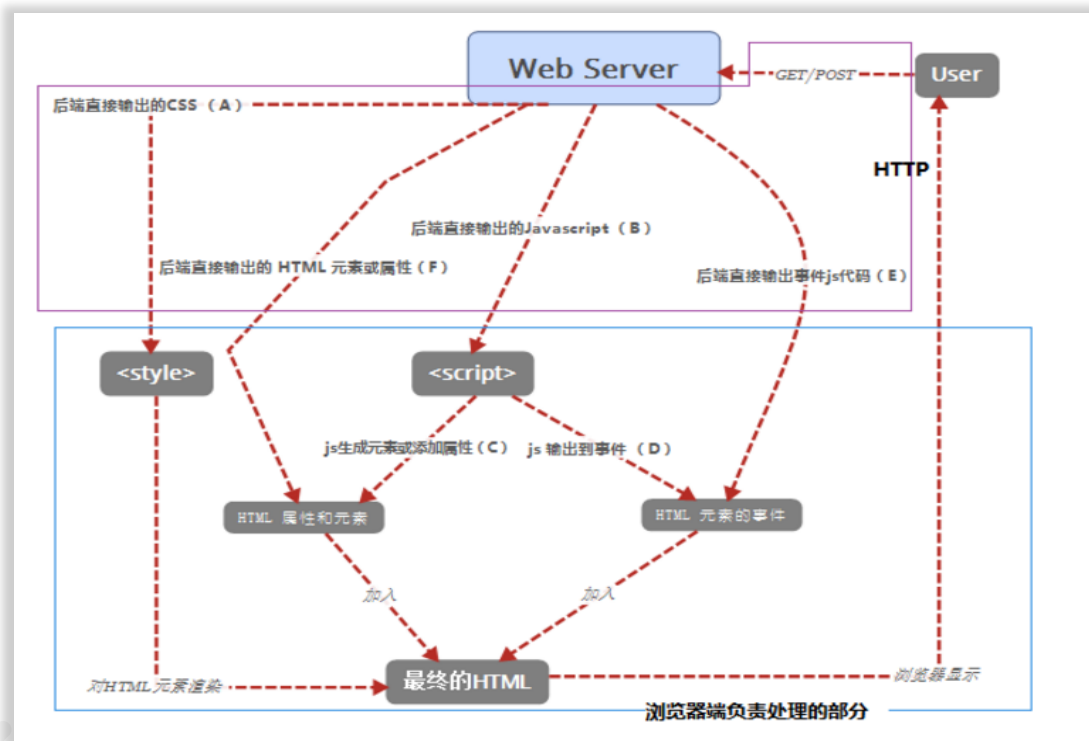 Web Server
GET/POST
User
后端直接输出的CSS（A）
HTTP
后端直接输出的Javascript（B）
后端直接输出的 HTML 元素或属性（F）
后端直接输出事件js代码（E）
<style>
<script>
js生成元素或添加属性（C）
js 输出到事件 （D）
HTML 属性和元素
HTML 元素的事件
加入
加入
对HTML元素渲染
最终的HTML
浏览器显示
浏览器端负责处理的部分